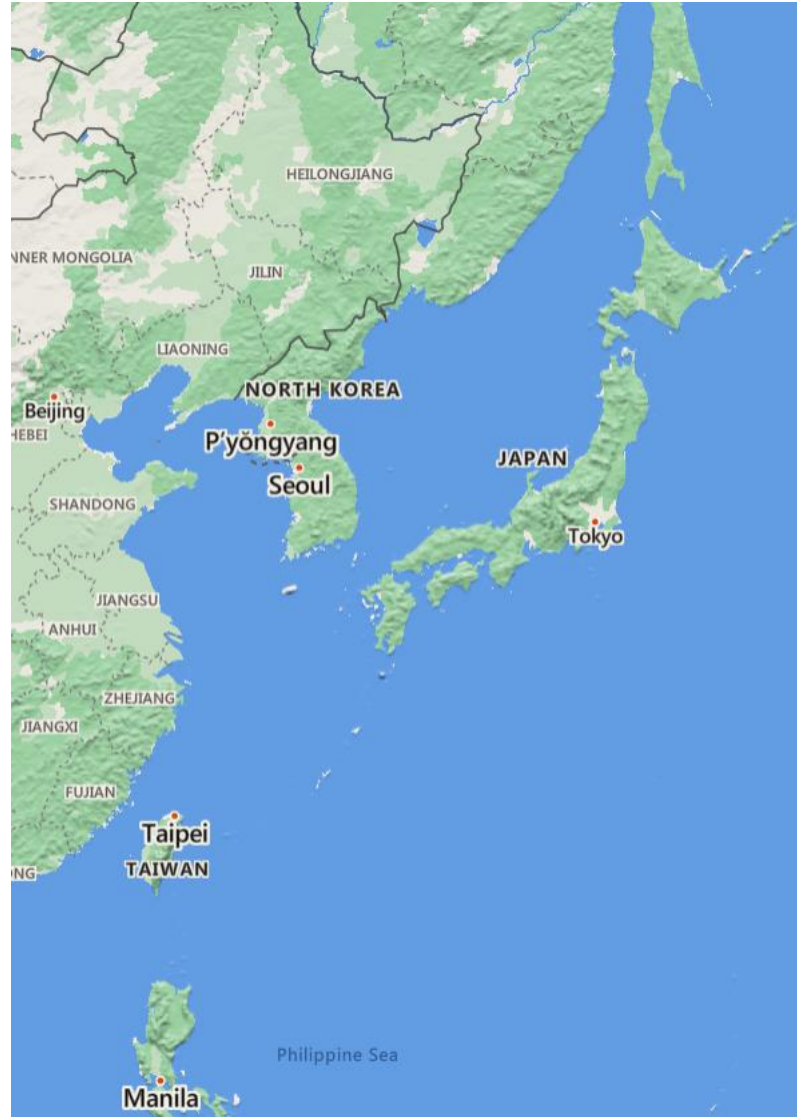 HEILONGJIANG
NNER MONGOLIA
JILIN
LIAONING
NORTH KOREA
Beijing
HEBEI
P'yŏngyang
JAPAN
Seoul
SHANDONG
Tokyo
JIANGSU
ANHUI
ZHEJIANG
JIANGXI
FUJIAN
Taipei
TAIWAN
NG
Philippine Sea
Manila